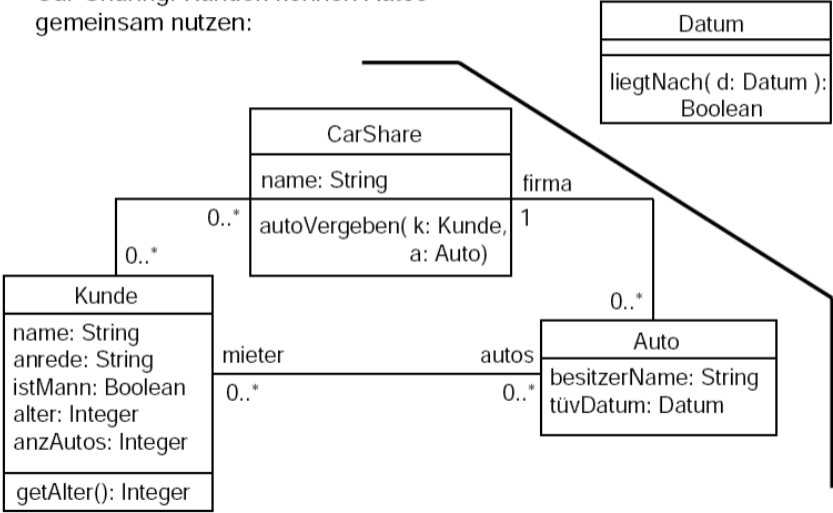 gemeinsam nutzen:
Datum
liegtNach( d: Datum ):
Boolean
CarShare
name: String
autoVergeben( k: Kunde,
a: Auto)
firma
1
0..*
0..*
0..*
Kunde
name: String
anrede: String
istMann: Boolean
alter: Integer
anzAutos: Integer
getAlter(): Integer
mieter
0..*
autos
0..*
Auto
besitzerName: String
tüvDatum: Datum